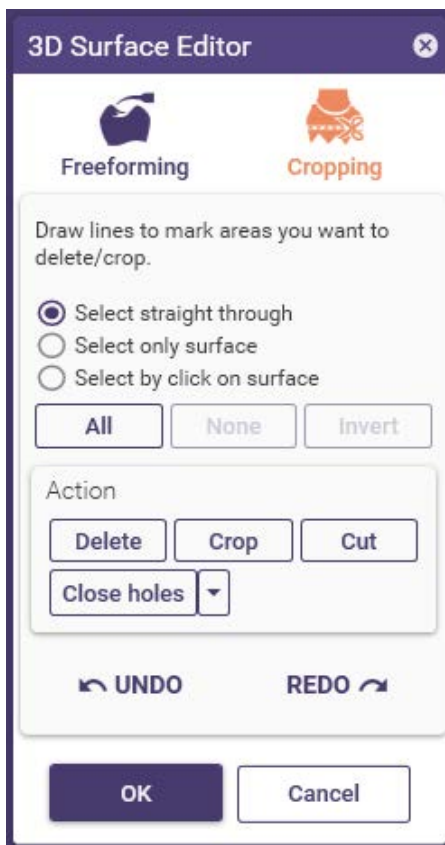 3D Surface Editor
Freeforming Cropping
Draw lines to mark areas you want to
delete/crop.
Select straight through
Select only surface
Select by click on surface
All None Invert
Action
Delete Crop Cut
Close holes
UNDO REDO
OK Cancel